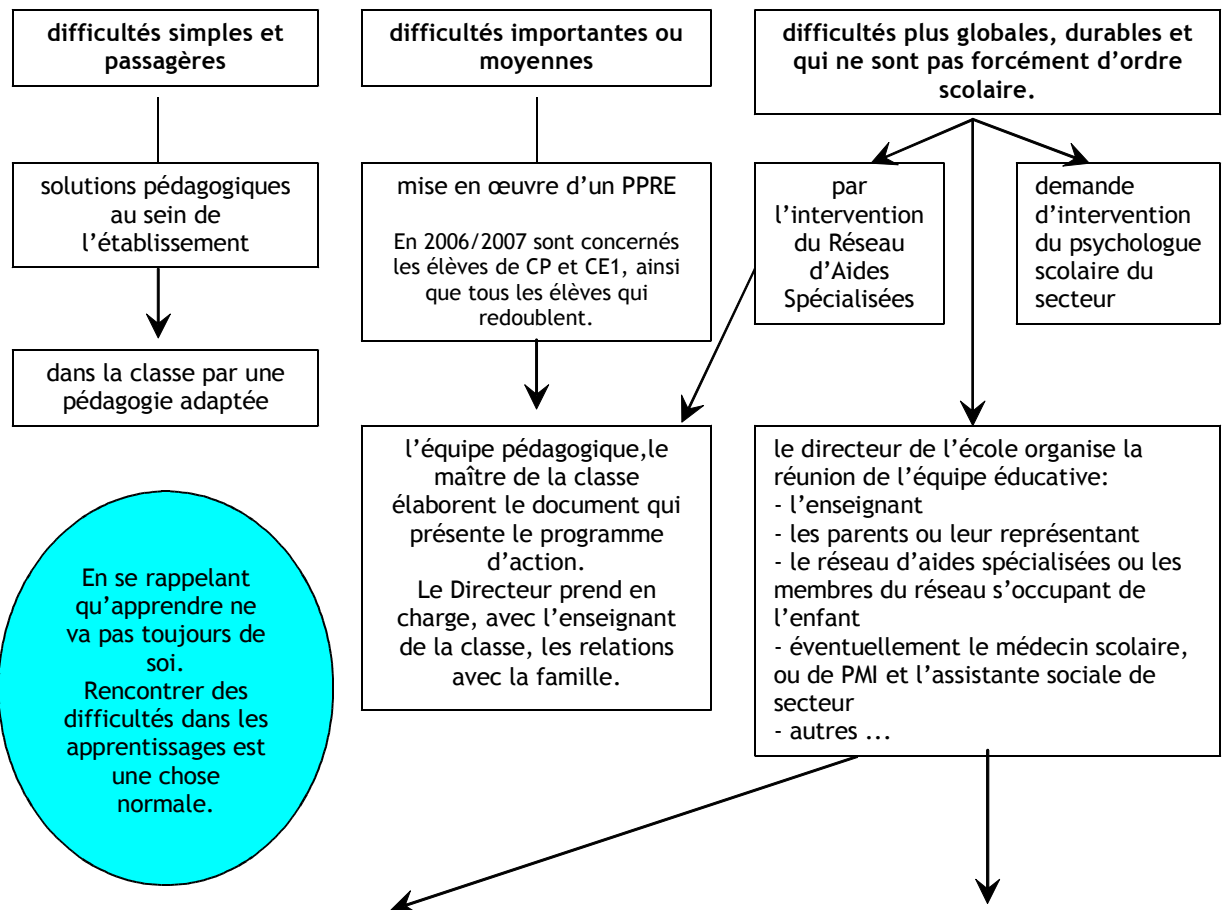 difficultés simples et
passagères
solutions pédagogiques
au sein de
l’établissement
dans la classe par une
pédagogie adaptée
En se rappelant
qu’apprendre ne
va pas toujours de
soi.
Rencontrer des
difficultés dans les
apprentissages est
une chose
normale.
difficultés importantes ou
moyennes
mise en œuvre d’un PPRE
En 2006/2007 sont concernés
les élèves de CP et CE1, ainsi
que tous les élèves qui
redoublent.
l’équipe pédagogique,le
maître de la classe
élaborent le document qui
présente le programme
d’action.
Le Directeur prend en
charge, avec l’enseignant
de la classe, les relations
avec la famille.
difficultés plus globales, durables et
qui ne sont pas forcément d’ordre
scolaire.
par
l’intervention
du Réseau
d’Aides
Spécialisées
demande
d’intervention
du psychologue
scolaire du
secteur
le directeur de l’école organise la
réunion de l’équipe éducative:
- l’enseignant
- les parents ou leur représentant
- le réseau d’aides spécialisées ou les
membres du réseau s’occupant de
l’enfant
- éventuellement le médecin scolaire,
ou de PMI et l’assistante sociale de
secteur
- autres ...